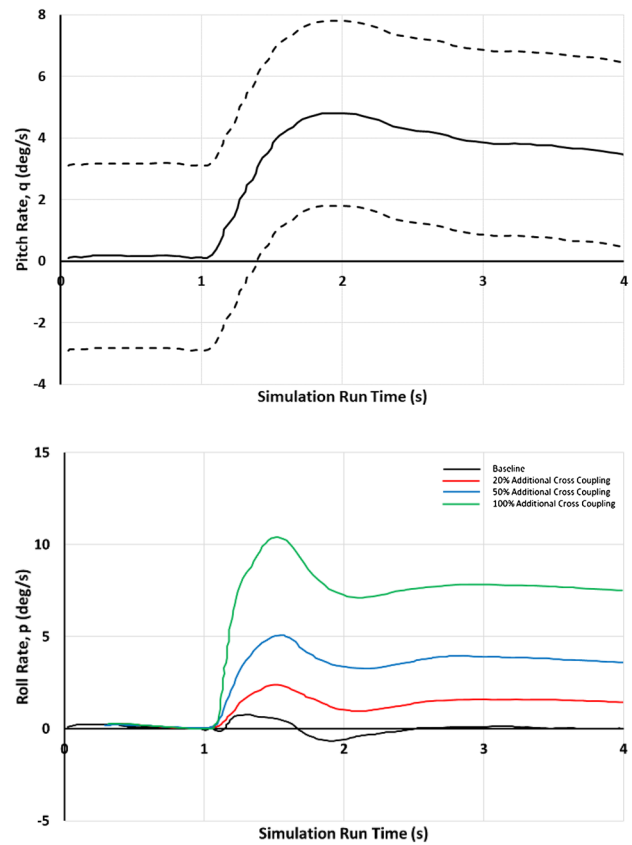 8
6
4
2
0
-2
-4
0
1
2
3
4
Pitch Rate, q (deg/s)
Simulation Run Time (s)
15
10
5
0
-5
0
1
2
3
4
Roll Rate, p (deg/s)
Baseline
20% Additional Cross Coupling
50% Additional Cross Coupling
100% Additional Cross Coupling
Simulation Run Time (s)